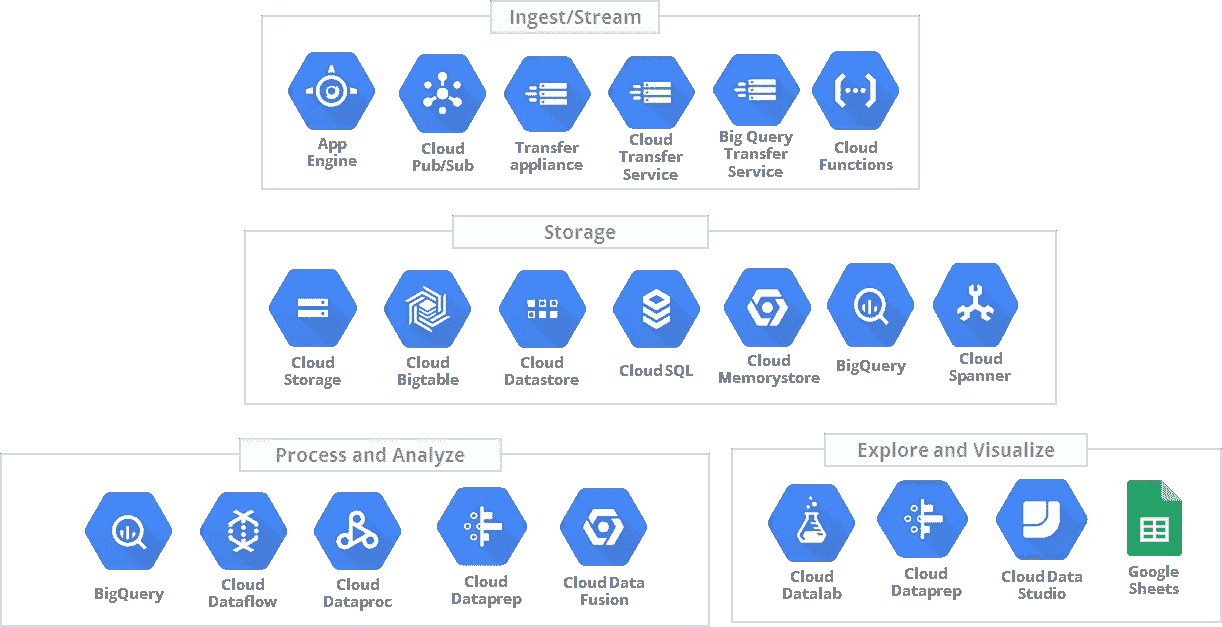 Ingest/Stream
App
Engine
Cloud
Pub/Sub
Transfer
appliance
Cloud
Transfer
Service
Big Query
Transfer
Service
Cloud
Functions
Storage
Cloud
Storage
Cloud
Bigtable
Cloud
Datastore
Cloud SQL
Cloud
Memorystore
BigQuery
Cloud
Spanner
Process and Analyze
BigQuery
Cloud
Dataflow
Cloud
Dataproc
Cloud
Dataprep
Cloud Data
Fusion
Explore and Visualize
Cloud
Datalab
Cloud
Dataprep
Cloud Data
Studio
Google
Sheets